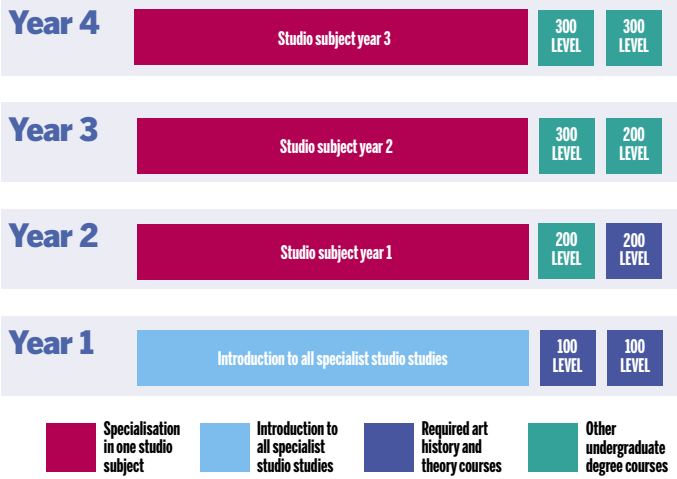 Year 4
Studio subject year 3
300
LEVEL
300
LEVEL
Year 3
Studio subject year 2
300
LEVEL
200
LEVEL
Year 2
Studio subject year 1
200
LEVEL
200
LEVEL
Year 1
Introduction to all specialist studio studies
100
LEVEL
100
LEVEL
Specialisation
in one studio
subject
Introduction to
all specialist
studio studies
Required art
history and
theory courses
Other
undergraduate
degree courses